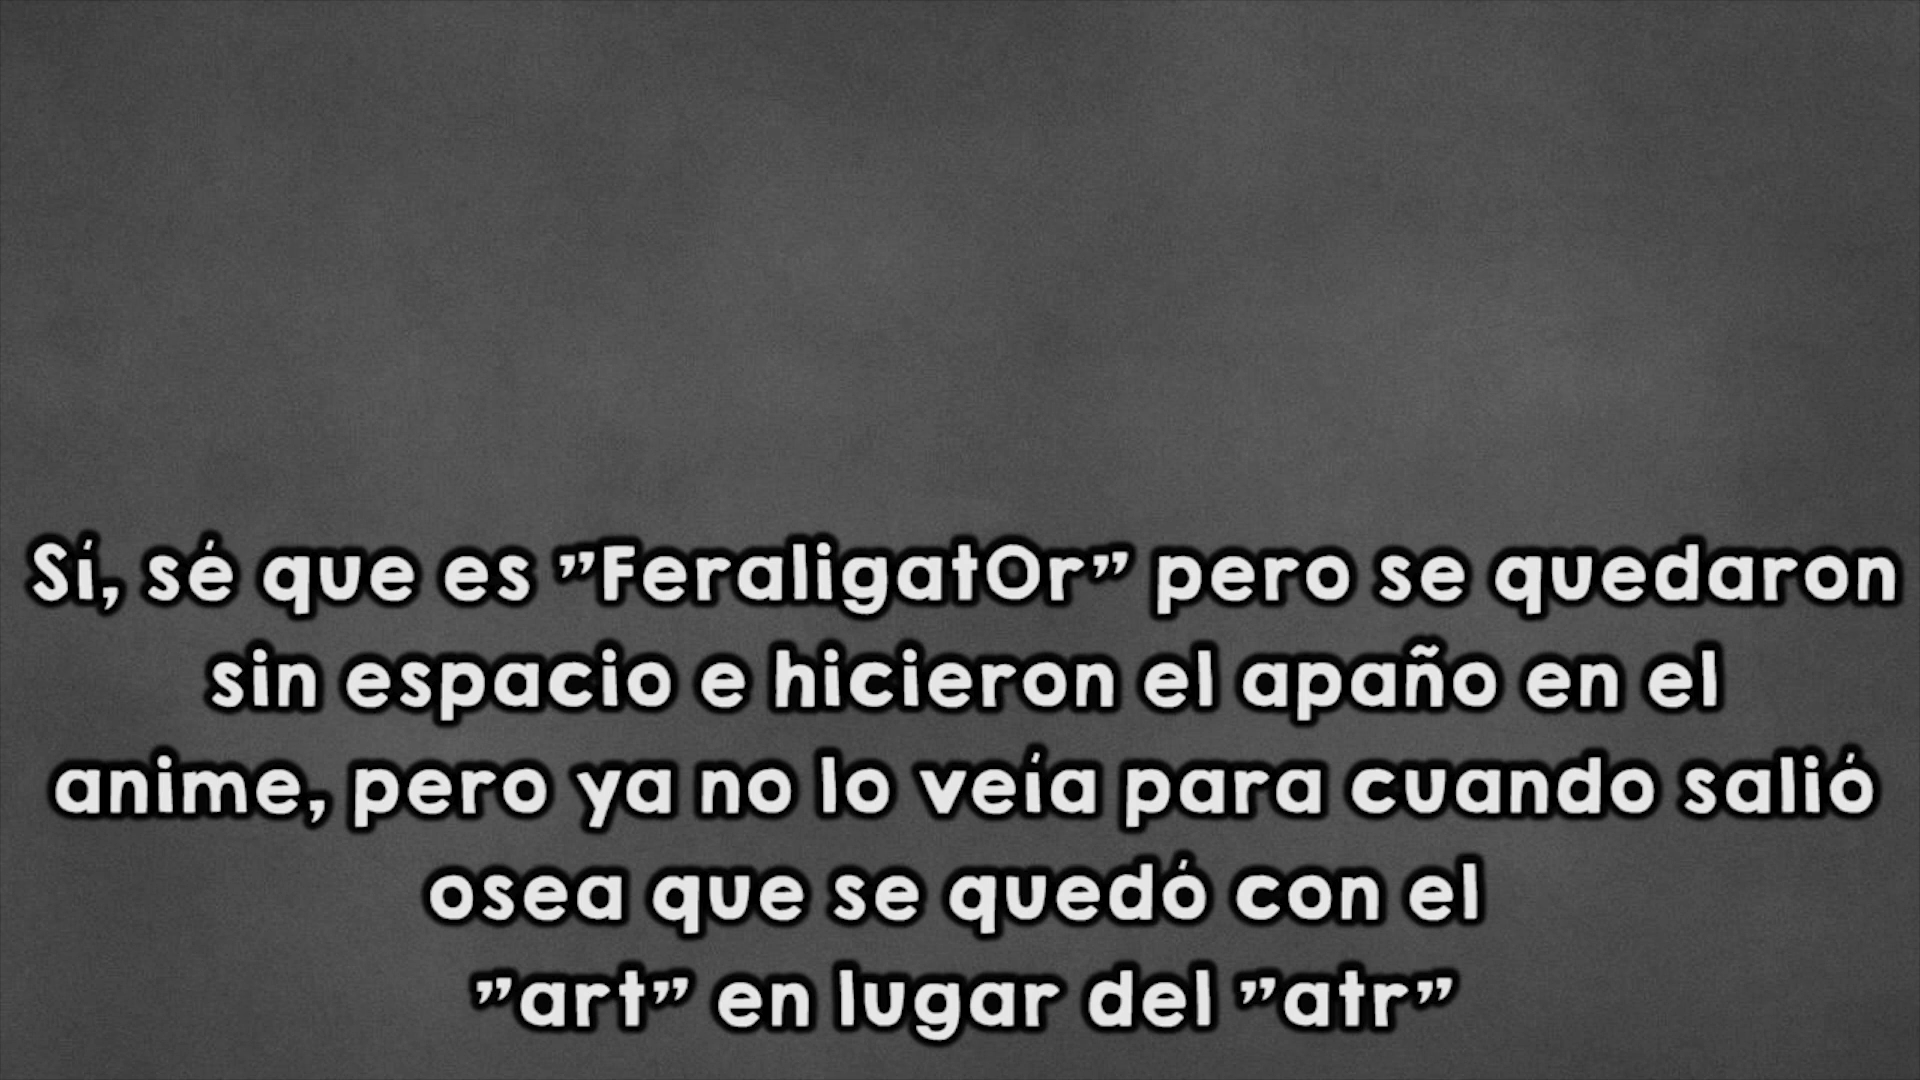 Sí, sé que es ”FeraligatOr” pero se quedaron
sin espacio e hicieron el apaño en el
anime, pero ya no lo veía para cuando salió
osea que se quedó con el
”art” en lugar del ”atr”